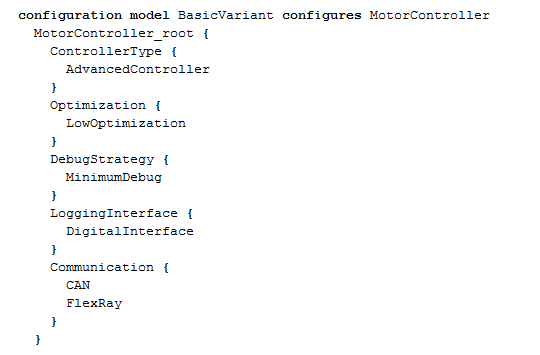 configuration model BasicVariant configures MotorController
MotorController_root {
ControllerType {
AdvancedController
}
Optimization {
LowOptimization
}
DebugStrategy {
MinimumDebug
}
LoggingInterface {
DigitalInterface
}
Communication {
CAN
FlexRay
}
}